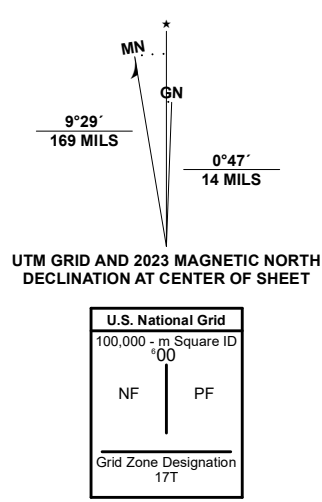 ★
MN
GN
9°29´
169 MILS
0°47´
14 MILS
UTM GRID AND 2023 MAGNETIC NORTH
DECLINATION AT CENTER OF SHEET
U.S. National Grid
100,000 - m Square ID
⁶00
NF PF
Grid Zone Designation
17T